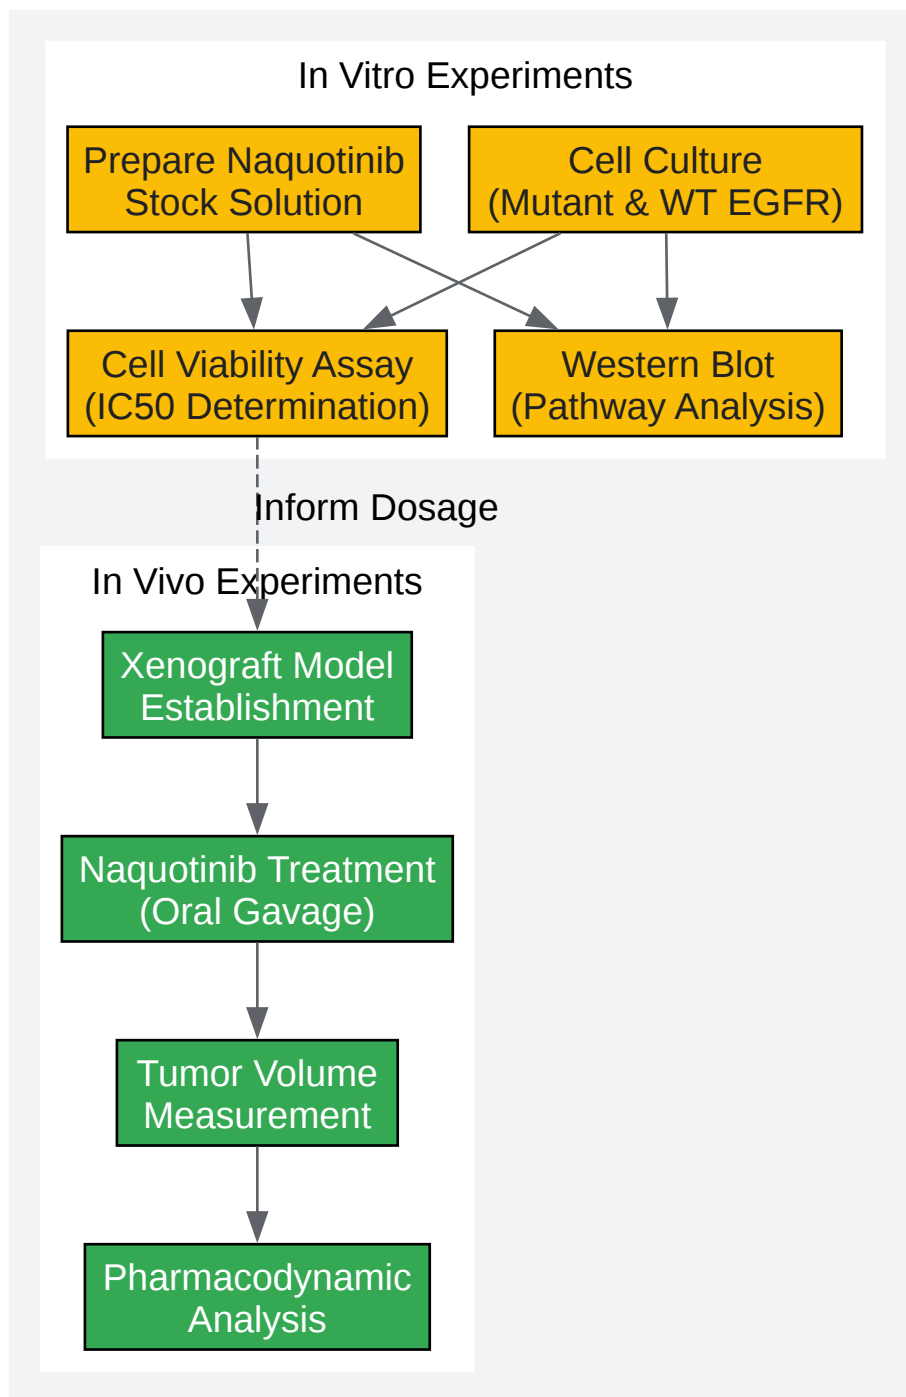 In Vitro Experiments
Prepare Naquotinib
Stock Solution
Cell Culture
(Mutant & WT EGFR)
Cell Viability Assay
(IC50 Determination)
Western Blot
(Pathway Analysis)
Inform Dosage
In Vivo Experiments
Xenograft Model
Establishment
Naquotinib Treatment
(Oral Gavage)
Tumor Volume
Measurement
Pharmacodynamic
Analysis